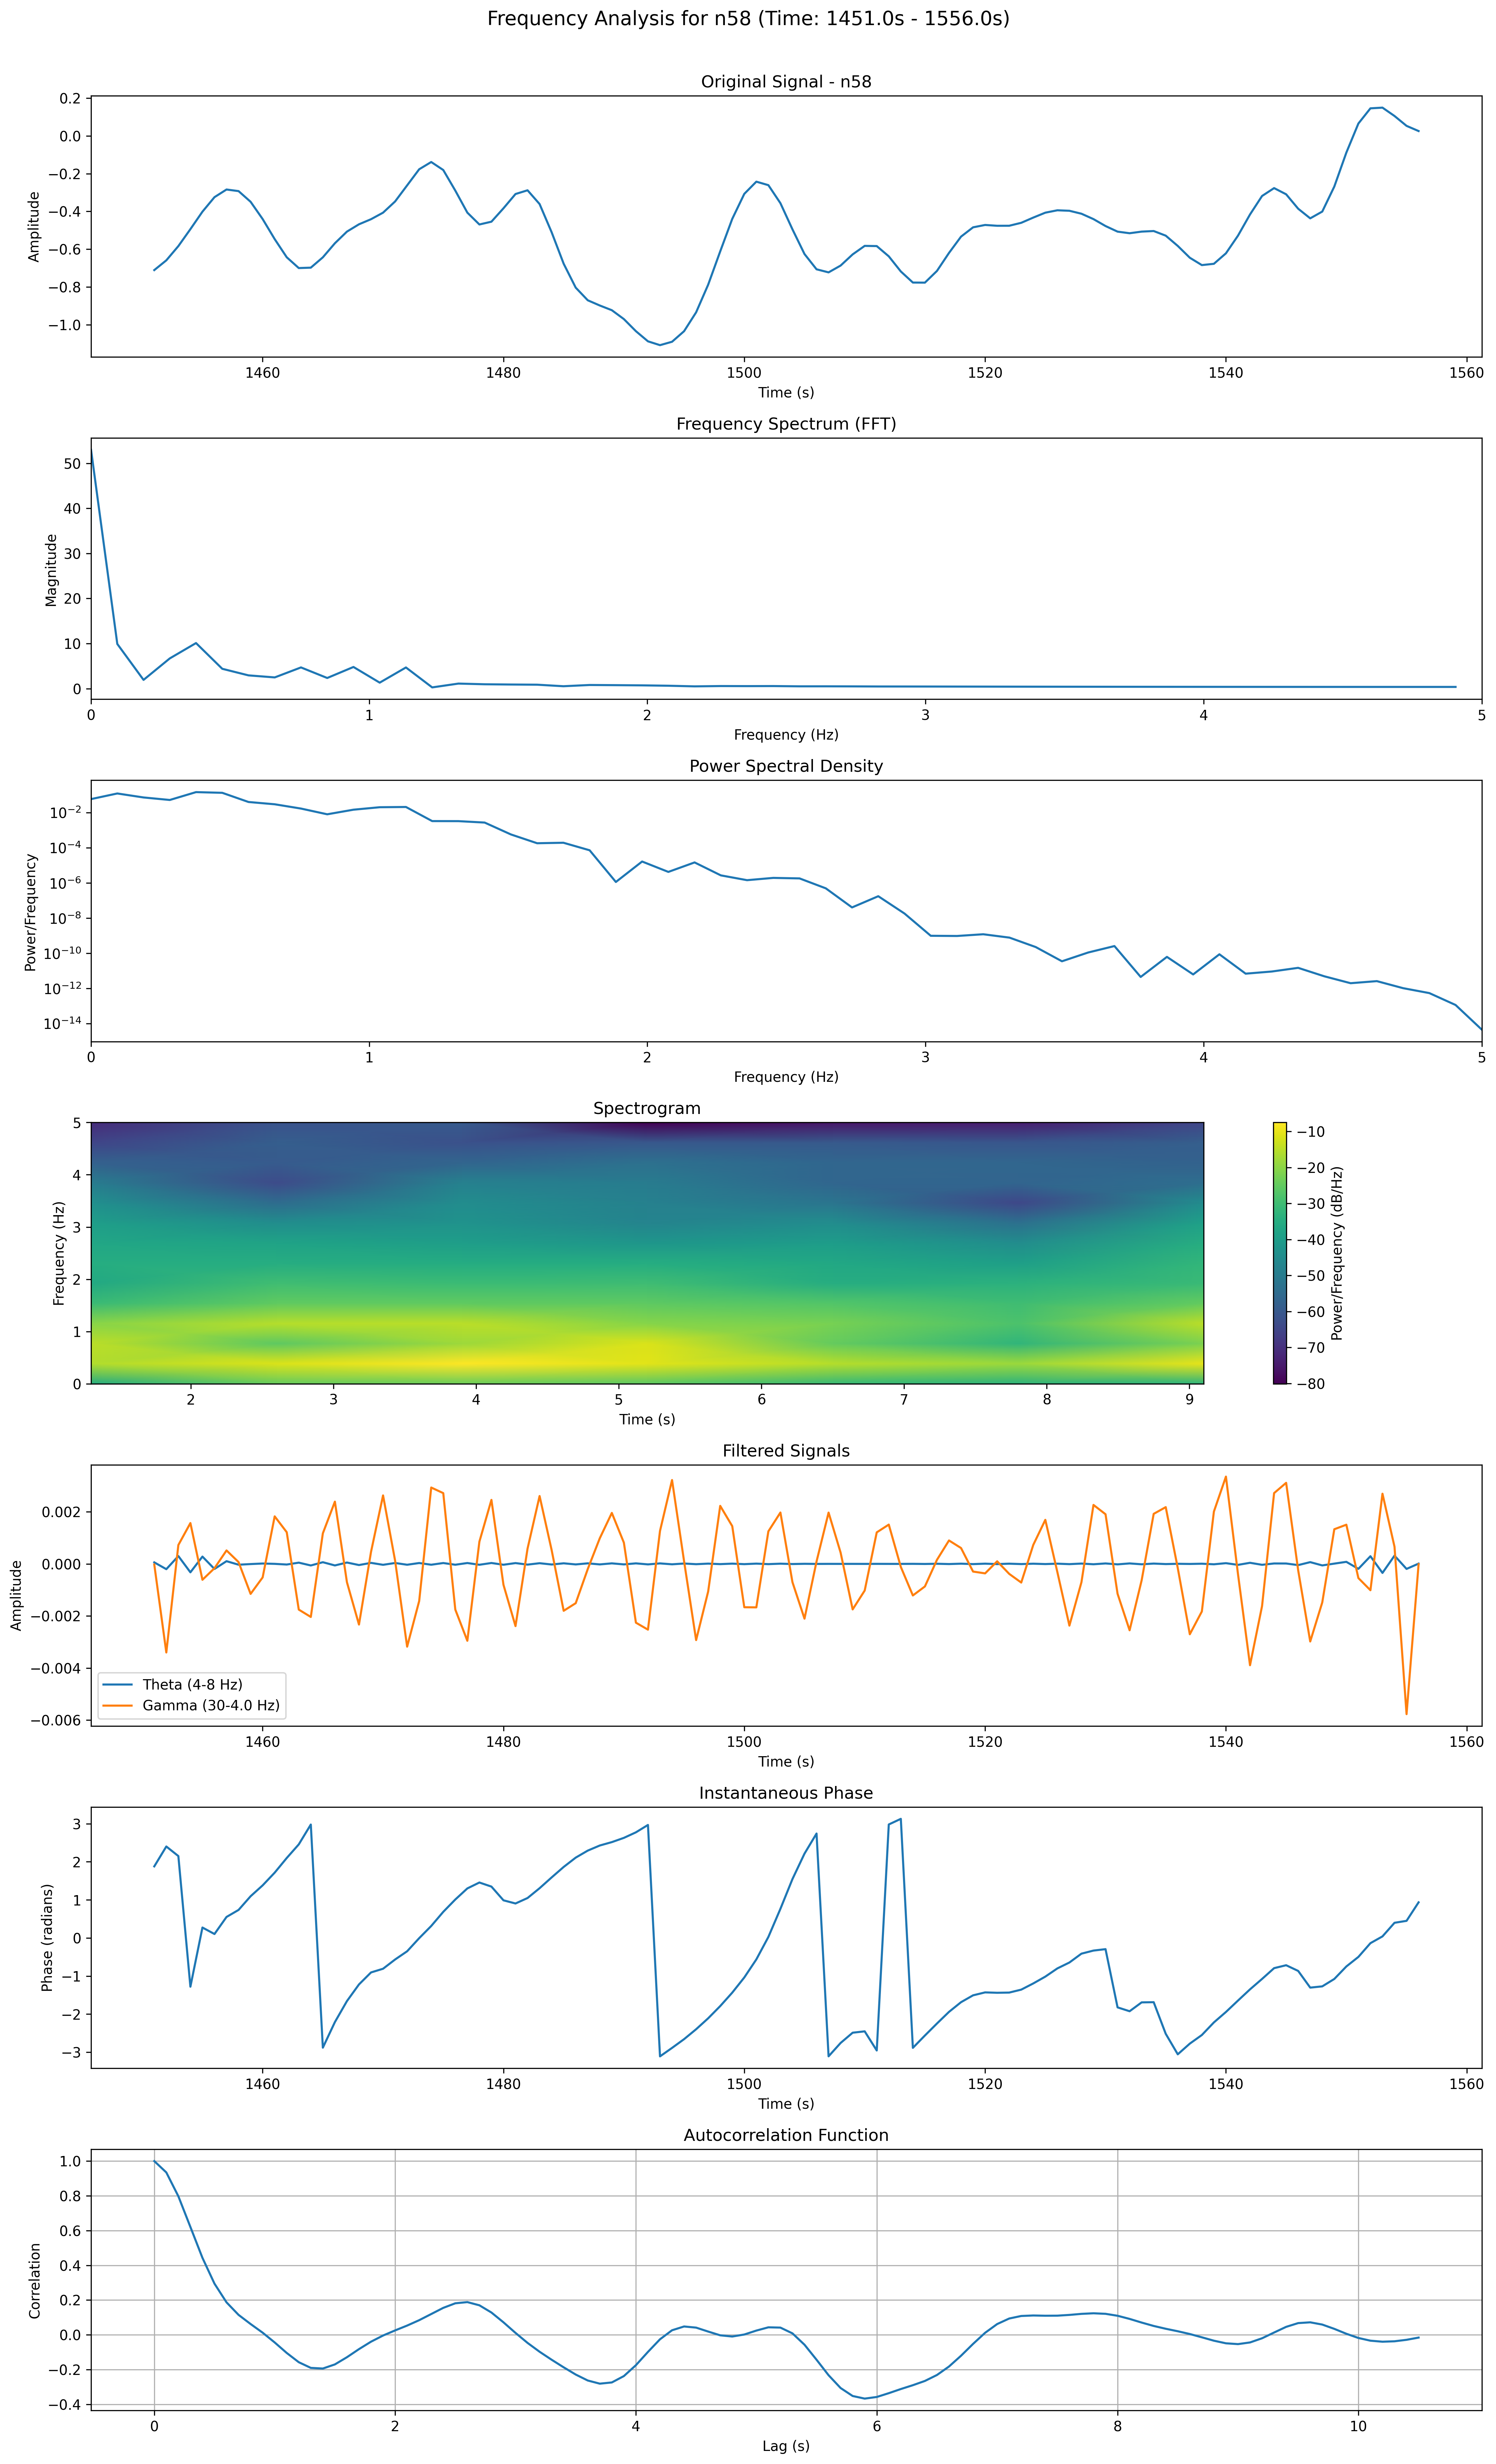 Frequency Analysis for n58 (Time: 1451.0s - 1556.0s)
Original Signal - n58
Amplitude
0.2
0.0
−0.2
−0.4
−0.6
−0.8
−1.0
1460 1480 1500 1520 1540 1560
Time (s)
Frequency Spectrum (FFT)
Magnitude
50
40
30
20
10
0
0 1 2 3 4 5
Frequency (Hz)
Power Spectral Density
Power/Frequency
10⁻²
10⁻⁴
10⁻⁶
10⁻⁸
10⁻¹⁰
10⁻¹²
10⁻¹⁴
0 1 2 3 4 5
Frequency (Hz)
Spectrogram
Frequency (Hz)
5
4
3
2
1
0
2 3 4 5 6 7 8 9
Time (s)
−10
−20
−30
−40
−50
−60
−70
−80
Power/Frequency (dB/Hz)
Filtered Signals
Amplitude
0.002
0.000
−0.002
−0.004
−0.006
Theta (4-8 Hz)
Gamma (30-4.0 Hz)
1460 1480 1500 1520 1540 1560
Time (s)
Instantaneous Phase
Phase (radians)
3
2
1
0
−1
−2
−3
1460 1480 1500 1520 1540 1560
Time (s)
Autocorrelation Function
Correlation
1.0
0.8
0.6
0.4
0.2
0.0
−0.2
−0.4
0 2 4 6 8 10
Lag (s)